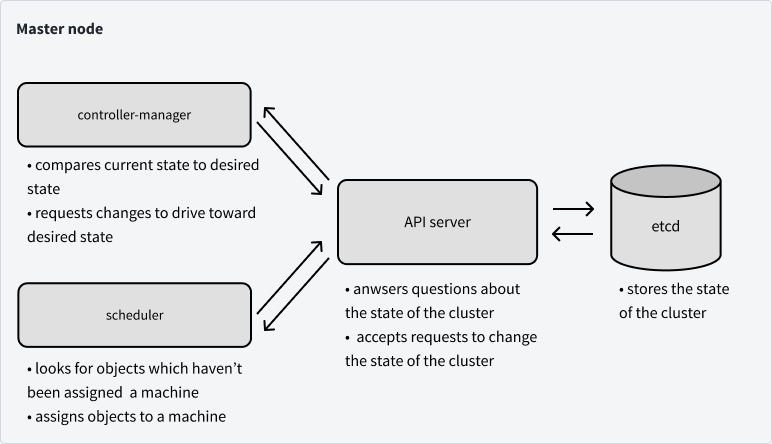 Master node
controller-manager
• compares current state to desired
state
• requests changes to drive toward
desired state
scheduler
• looks for objects which haven't
been assigned a machine
• assigns objects to a machine
API server
• anwsers questions about
the state of the cluster
• accepts requests to change
the state of the cluster
etcd
• stores the state
of the cluster